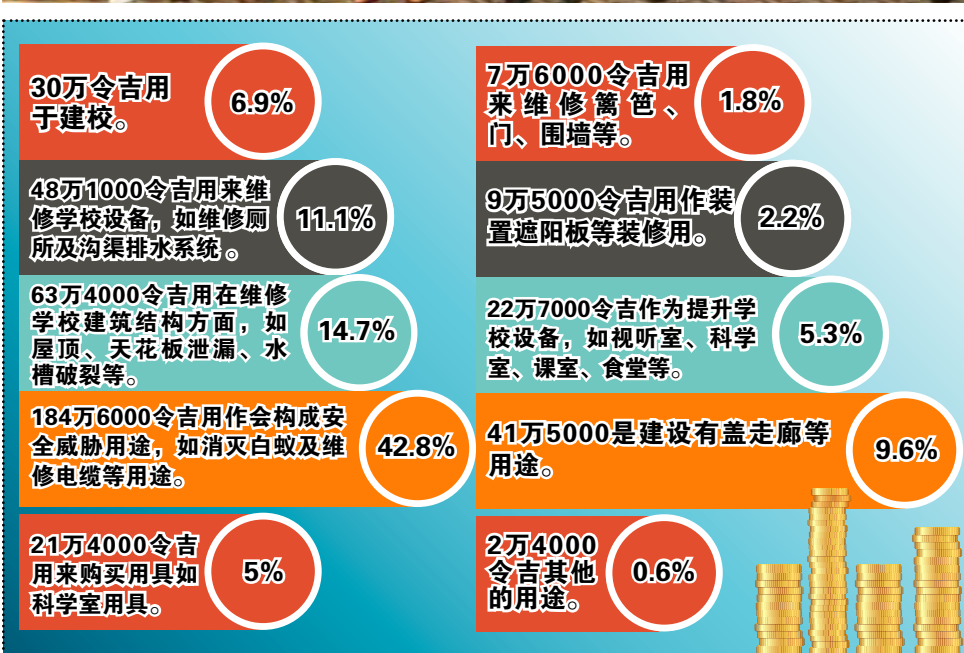 30万令吉用
于建校。
6.9%
48万1000令吉用来维
修学校设备，如维修厕
所及沟渠排水系统。
11.1%
63万4000令吉用在维修
学校建筑结构方面，如
屋顶、天花板泄漏、水
槽破裂等。
14.7%
184万6000令吉用作会构成安
全威胁用途，如消灭白蚁及维
修电缆等用途。
42.8%
21万4000令吉
用来购买用具如
科学室用具。
5%
7万6000令吉用
来维修篱笆、
门、围墙等。
1.8%
9万5000令吉用作装
置遮阳板等装修用。
2.2%
22万7000令吉作为提升学
校设备，如视听室、科学
室、课室、食堂等。
5.3%
41万5000是建设有盖走廊等
用途。
9.6%
2万4000
令吉其他
的用途。
0.6%